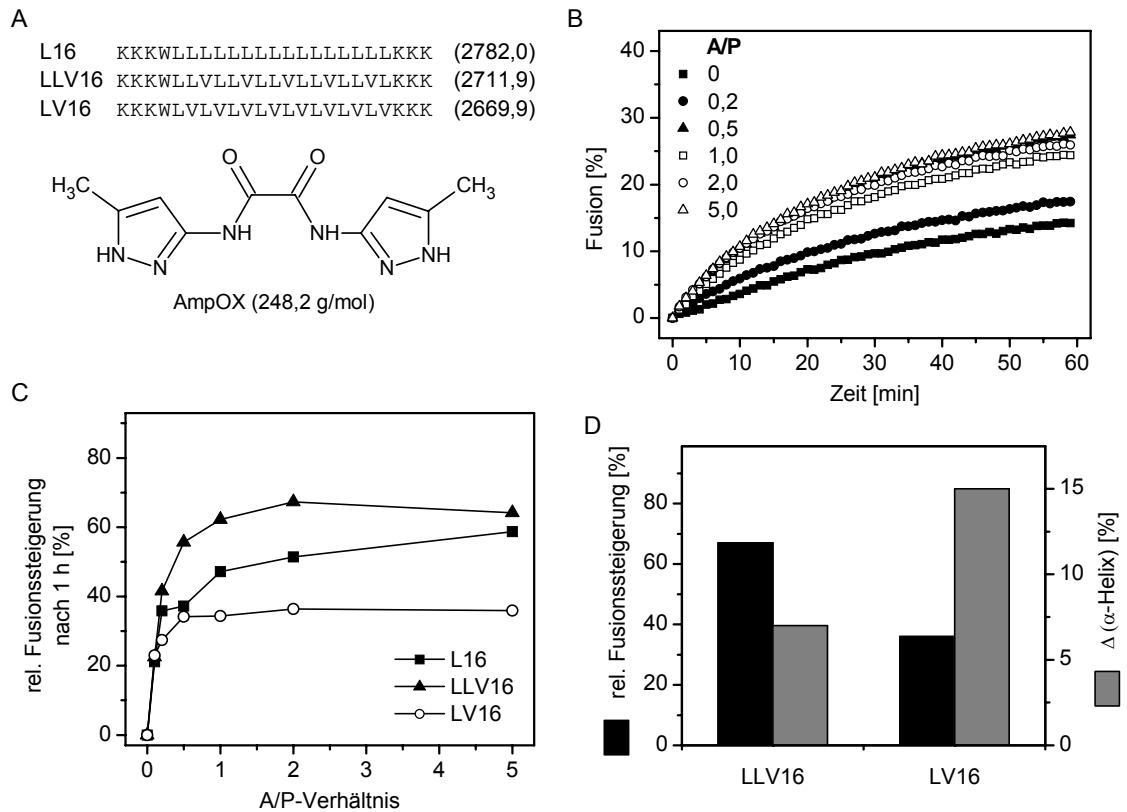 A
L16 KKKWLLLLLLLLLLLLLLLLKKK (2782,0)
LLV16 KKKWLLVLLVLLVLLVLLVLKKK (2711,9)
LV16 KKKWLVLVLVLVLVLVLVLVKKK (2669,9)
O O
H₃C CH₃
NH NH
HN N N NH
AmpOX (248,2 g/mol)
B
A/P
0
0,2
0,5
1,0
2,0
5,0
40
30
20
10
0
Fusion [%]
0 10 20 30 40 50 60
Zeit [min]
C
rel. Fusionssteigerung
nach 1 h [%]
80
60
40
20
0
L16
LLV16
LV16
0 1 2 3 4 5
A/P-Verhältnis
D
rel. Fusionssteigerung [%]
80
60
40
20
0
15
10
5
0
Δ (α-Helix) [%]
LLV16 LV16